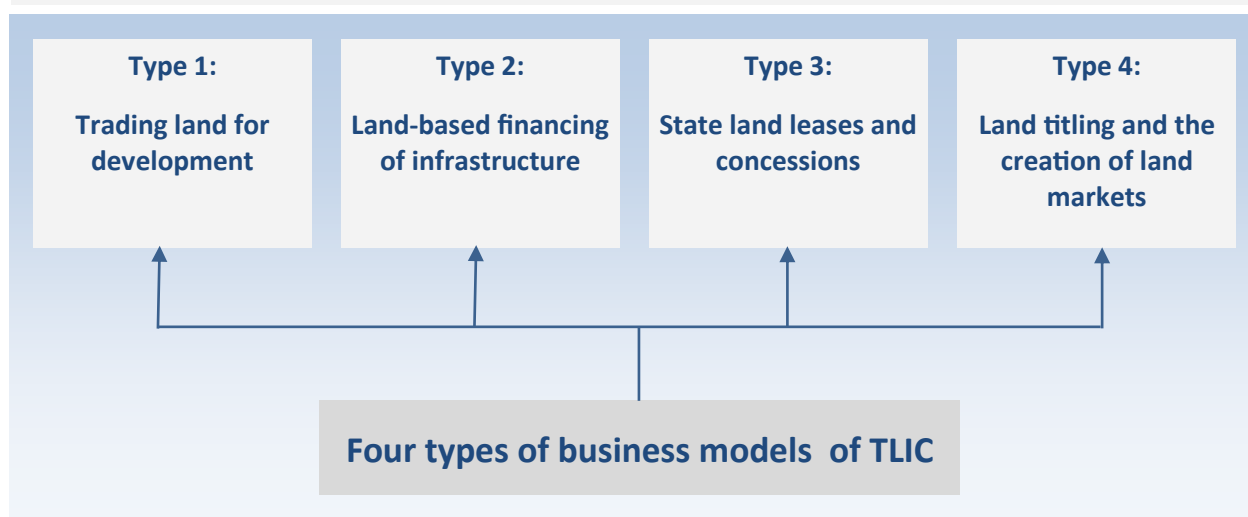 Type 1:
Trading land for
development
Type 2:
Land-based financing
of infrastructure
Type 3:
State land leases and
concessions
Type 4:
Land titling and the
creation of land
markets
Four types of business models  of TLIC